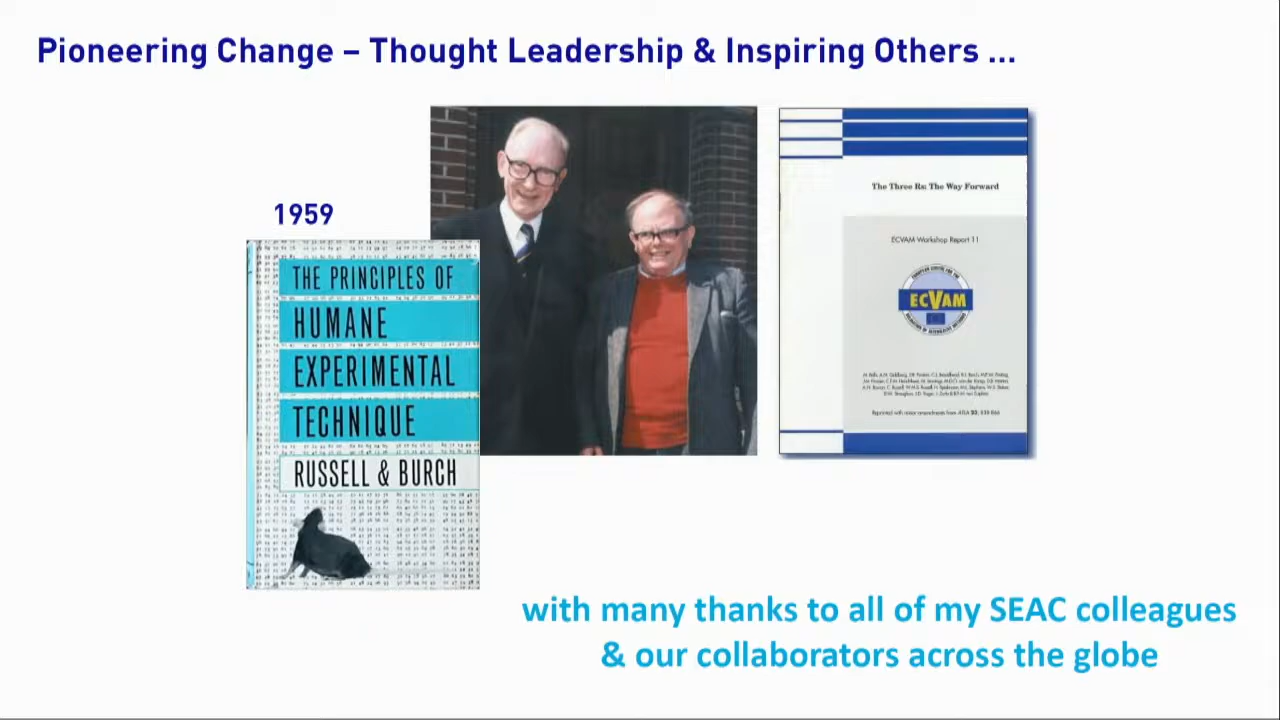 Pioneering Change – Thought Leadership & Inspiring Others ...
1959
THE PRINCIPLES OF
HUMANE
EXPERIMENTAL
TECHNIQUE
RUSSELL & BURCH
The Three Rs: The Way Forward
ECVAM Workshop Report 11
ECVAM
with many thanks to all of my SEAC colleagues
& our collaborators across the globe